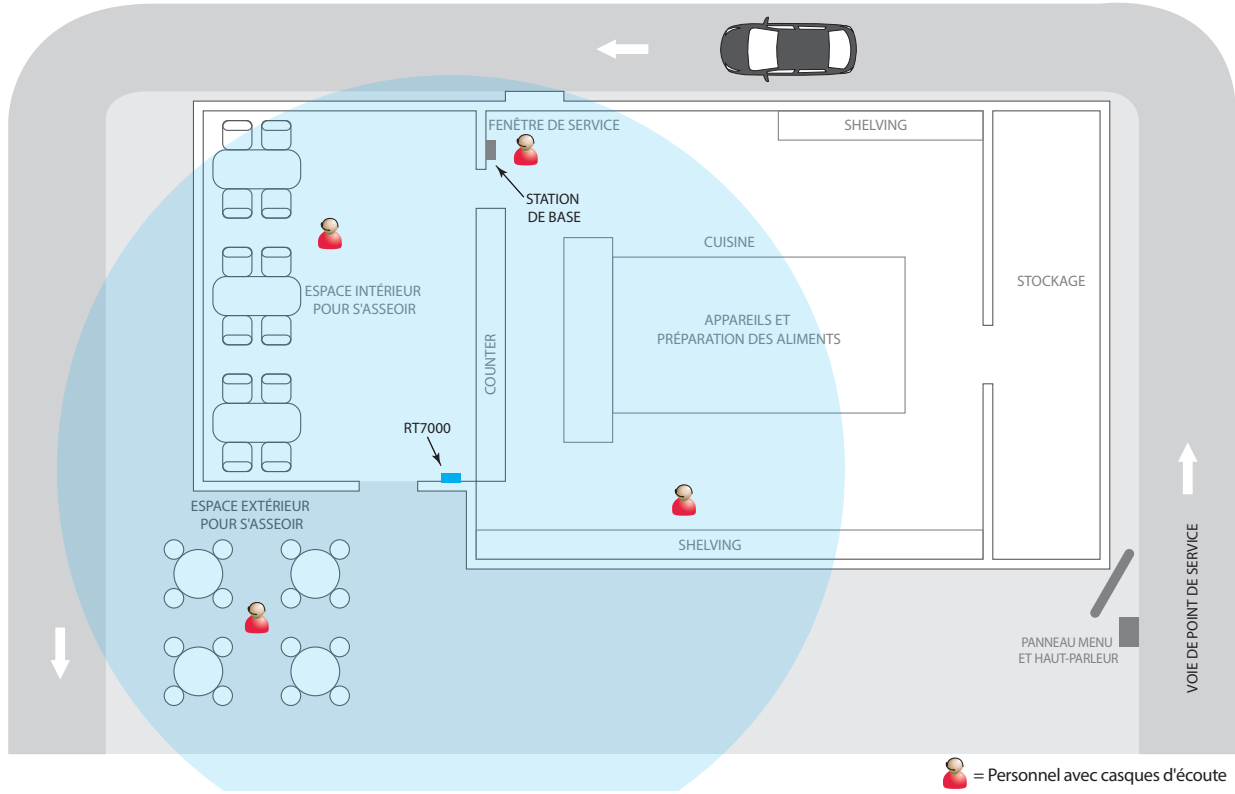 FENÊTRE DE SERVICE
SHELVING
STATION
DE BASE
CUISINE
ESPACE INTÉRIEUR
POUR S'ASSEOIR
STOCKAGE
APPAREILS ET
PRÉPARATION DES ALIMENTS
COUNTER
RT7000
ESPACE EXTÉRIEUR
POUR S'ASSEOIR
SHELVING
PANNEAU MENU
ET HAUT-PARLEUR
VOIE DE POINT DE SERVICE
= Personnel avec casques d'écoute